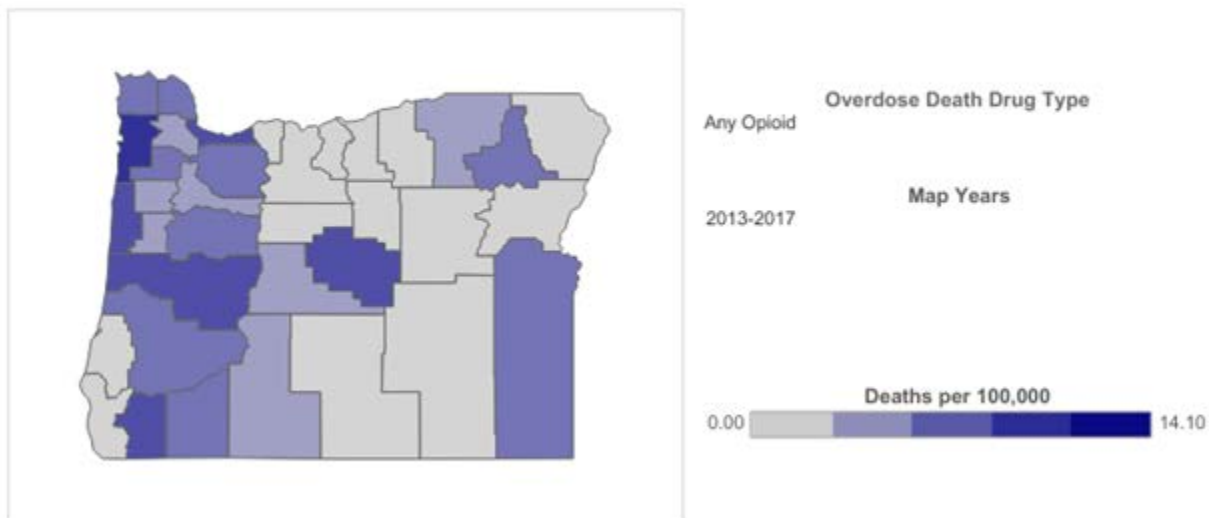 Overdose Death Drug Type
Any Opioid
Map Years
2013-2017
Deaths per 100,000
0.00
14.10